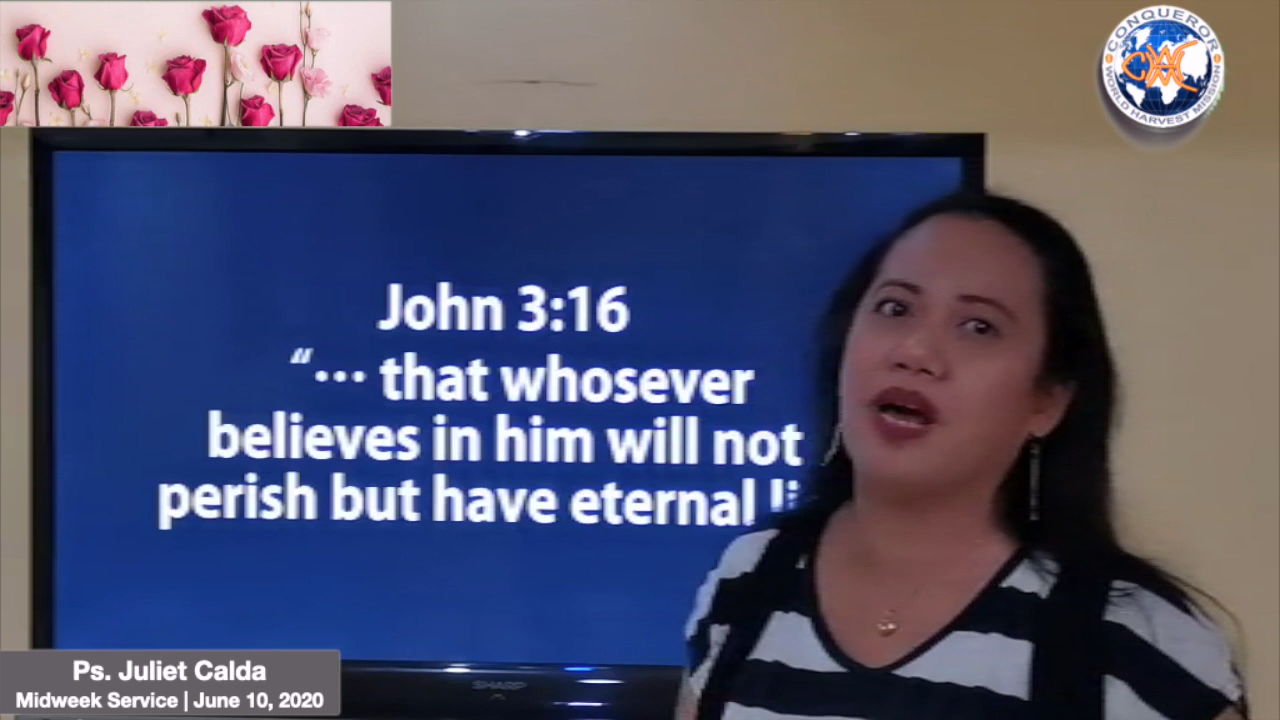 CONQUEROR
WORLD HARVEST MISSION
John 3:16
“… that whosever
believes in him will not
perish but have eternal
SHARP
Ps. Juliet Calda
Midweek Service | June 10, 2020